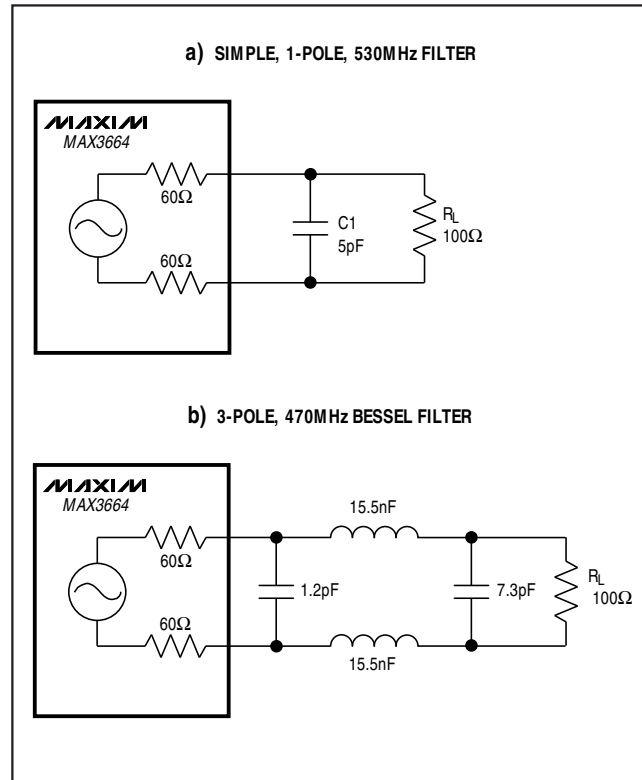 a) SIMPLE, 1-POLE, 530MHz FILTER
MAXIM
MAX3664
60Ω
60Ω
C1
5pF
RL
100Ω
b) 3-POLE, 470MHz BESSEL FILTER
MAXIM
MAX3664
60Ω
60Ω
15.5nF
1.2pF
7.3pF
15.5nF
RL
100Ω